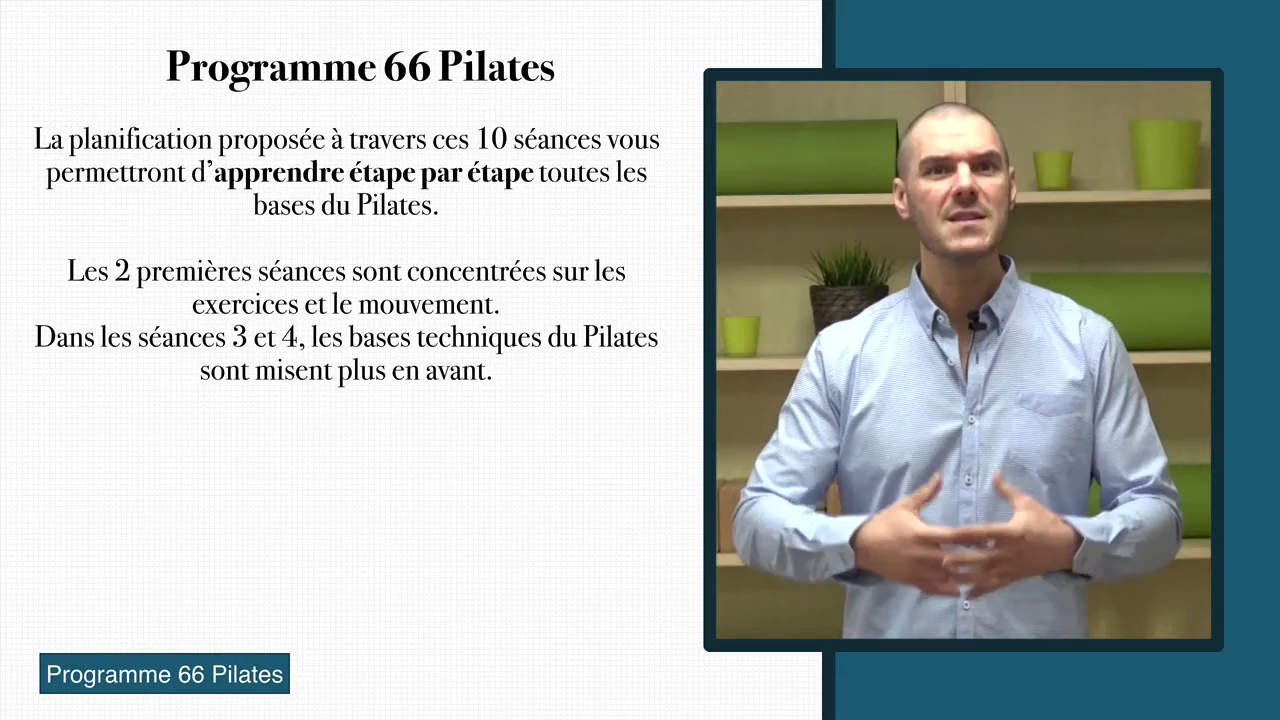 Programme 66 Pilates
La planification proposée à travers ces 10 séances vous
permettront d’apprendre étape par étape toutes les
bases du Pilates.
Les 2 premières séances sont concentrées sur les
exercices et le mouvement.
Dans les séances 3 et 4, les bases techniques du Pilates
sont misent plus en avant.
Programme 66 Pilates